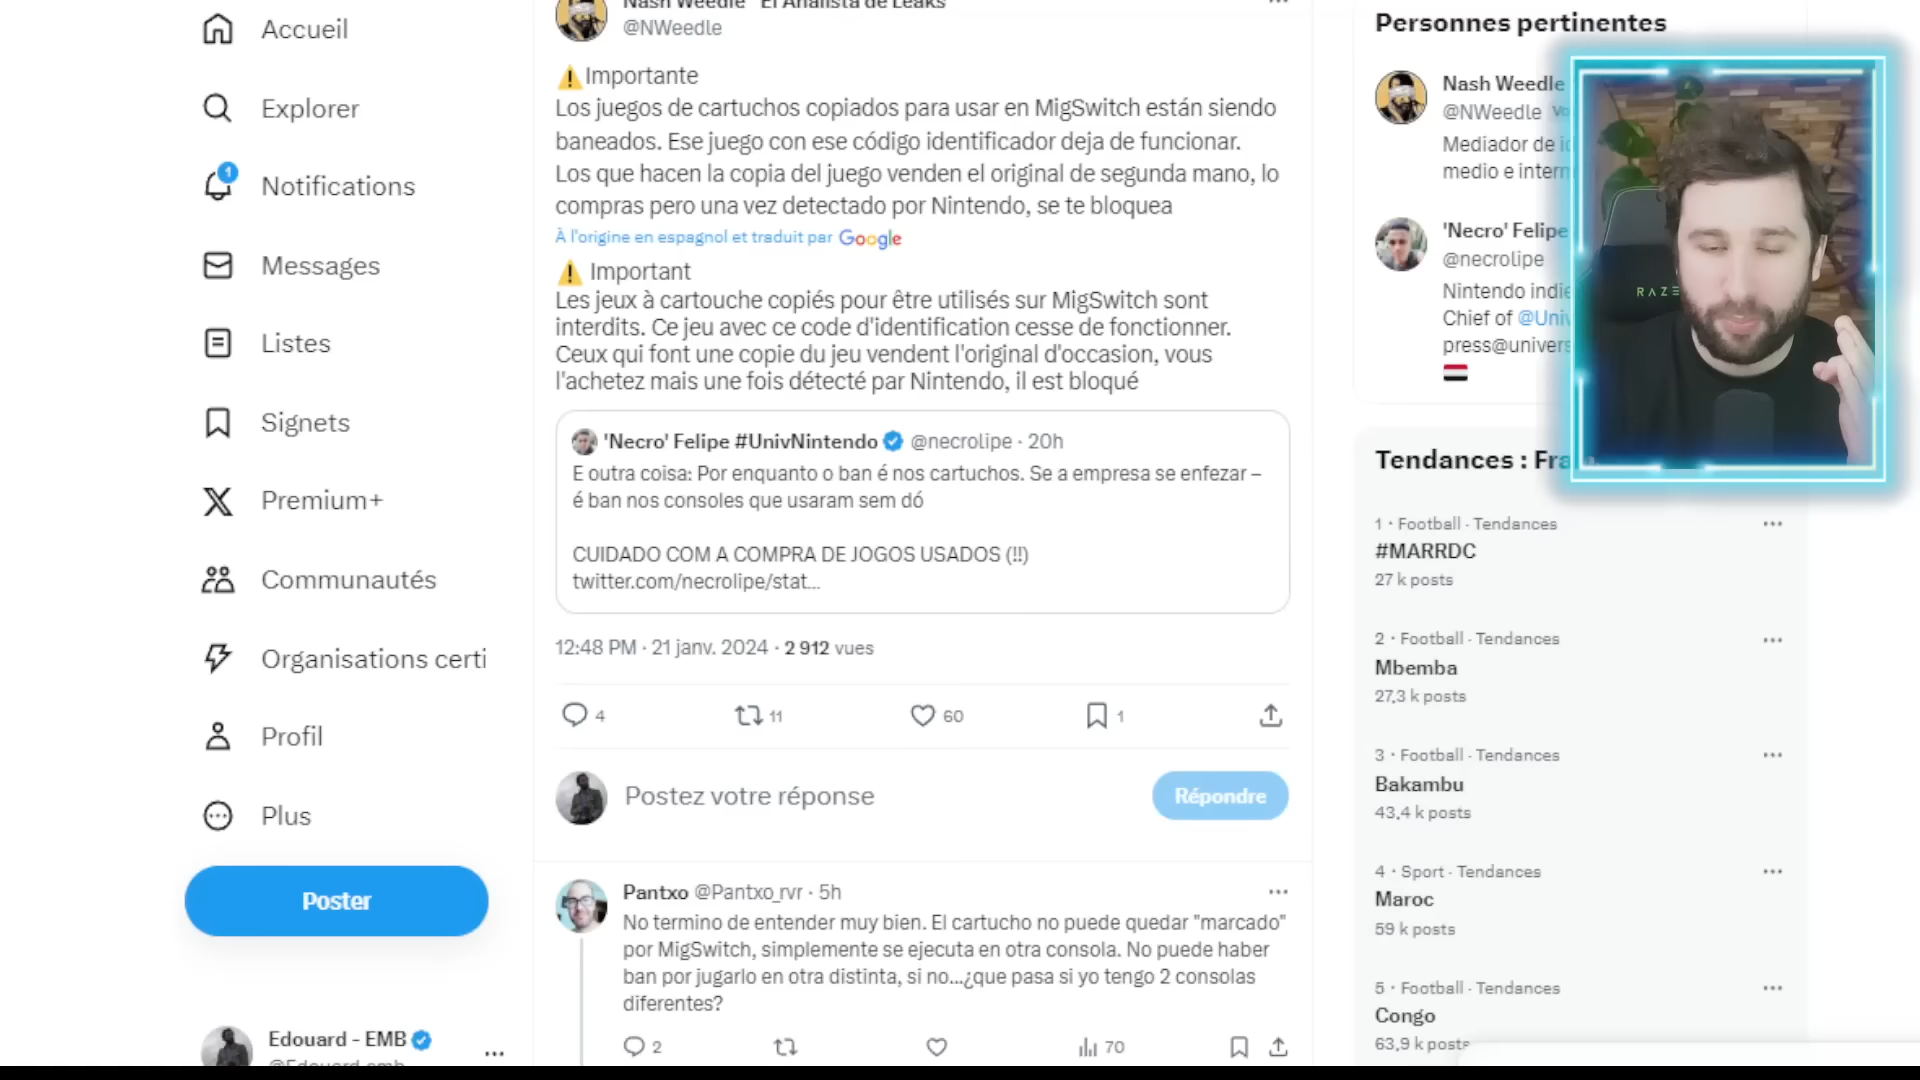 Accueil
Explorer
1
Notifications
Messages
Listes
Signets
Premium+
Communautés
Organisations certi
Profil
Plus
Poster
Edouard - EMB
Nash Weedle "El Analista de Leaks"
@NWeedle
⚠️Importante
Los juegos de cartuchos copiados para usar en MigSwitch están siendo
baneados. Ese juego con ese código identificador deja de funcionar.
Los que hacen la copia del juego venden el original de segunda mano, lo
compras pero una vez detectado por Nintendo, se te bloquea
À l'origine en espagnol et traduit par Google
⚠️ Important
Les jeux à cartouche copiés pour être utilisés sur MigSwitch sont
interdits. Ce jeu avec ce code d'identification cesse de fonctionner.
Ceux qui font une copie du jeu vendent l'original d'occasion, vous
l'achetez mais une fois détecté par Nintendo, il est bloqué
'Necro' Felipe #UnivNintendo @necrolipe · 20h
E outra coisa: Por enquanto o ban é nos cartuchos. Se a empresa se enfezar –
é ban nos consoles que usaram sem dó
CUIDADO COM A COMPRA DE JOGOS USADOS (!!)
twitter.com/necrolipe/stat...
12:48 PM · 21 janv. 2024 · 2 912 vues
4
11
60
1
Postez votre réponse
Répondre
Pantxo @Pantxo_rvr · 5h
No termino de entender muy bien. El cartucho no puede quedar "marcado"
por MigSwitch, simplemente se ejecuta en otra consola. No puede haber
ban por jugarlo en otra distinta, si no...¿que pasa si yo tengo 2 consolas
diferentes?
2
70
Personnes pertinentes
Nash Weedle
@NWeedle
Mediador de
medio e
'Necro' Felipe
@necrolipe
Nintendo
Chief of
RAZE
Tendances :
1 · Football · Tendances
#MARRDC
27 k posts
2 · Football · Tendances
Mbemba
27,3 k posts
3 · Football · Tendances
Bakambu
43,4 k posts
4 · Sport · Tendances
Maroc
59 k posts
5 · Football · Tendances
Congo
63,9 k posts